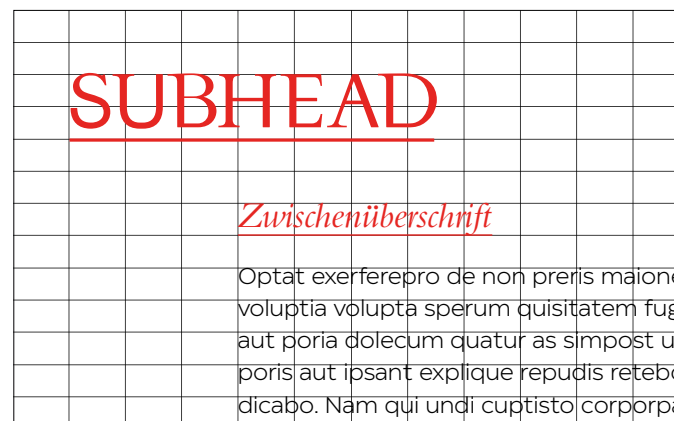 SUBHEAD
Zwischenüberschrift
Optat exerferepro de non preris maione
voluptia volupta sperum quisitatem fug
aut poria dolecum quatur as simpost u
poris aut ipsant explique repudis retebo
dicabo. Nam qui undi cuptisto corporpa